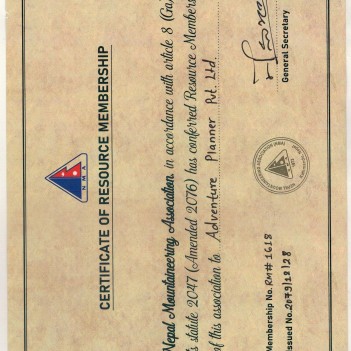 NMA
CERTIFICATE OF RESOURCE MEMBERSHIP
Nepal Mountaineering Association, in accordance with article 8 (Ga)
s statute 2047 (Amended 2076) has conferred Resource Members
of this association to Adventure Planner Pvt. Ltd.
Membership No. RM# 1618
Issued No. 2079/12/28
General Secretary